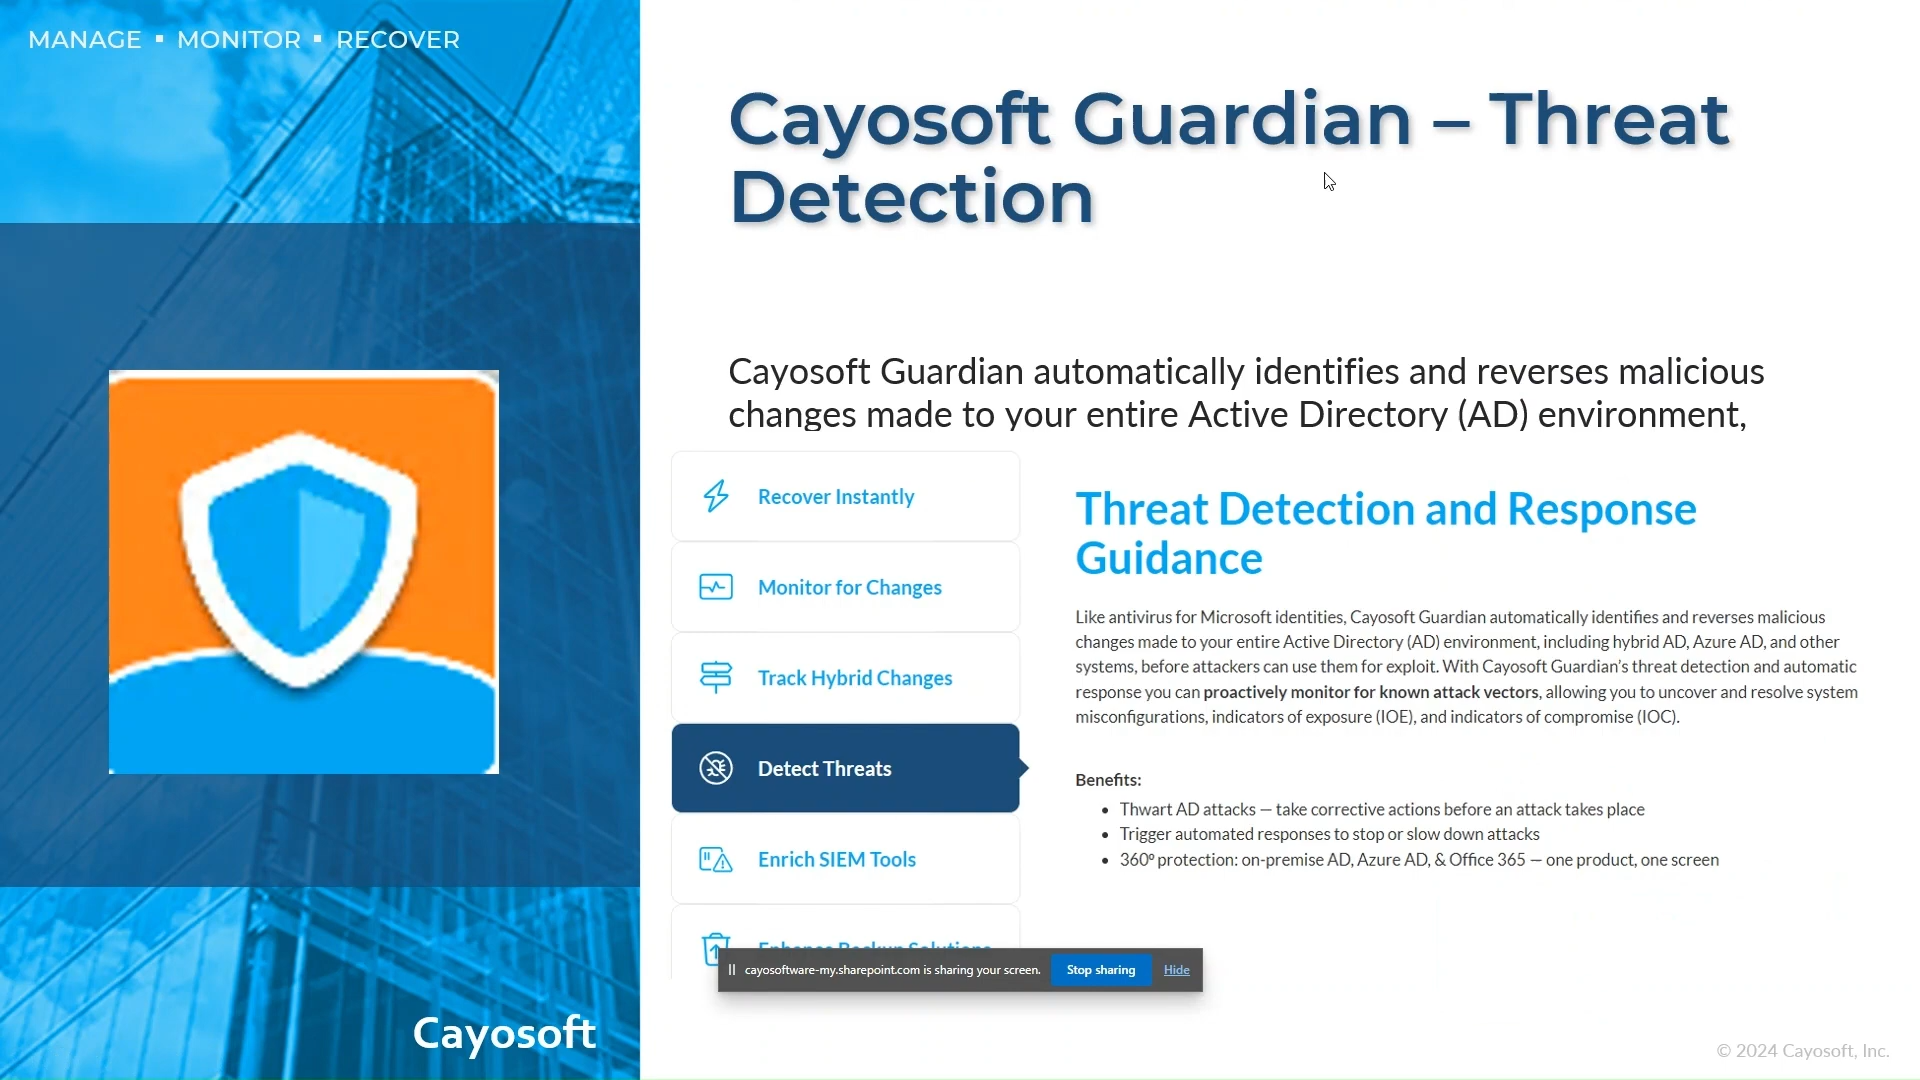 MANAGE ▪ MONITOR ▪ RECOVER
Cayosoft Guardian – Threat
Detection
Cayosoft Guardian automatically identifies and reverses malicious
changes made to your entire Active Directory (AD) environment,
Recover Instantly
Monitor for Changes
Track Hybrid Changes
Detect Threats
Enrich SIEM Tools
Enhance Backup Solutions
Threat Detection and Response
Guidance
Like antivirus for Microsoft identities, Cayosoft Guardian automatically identifies and reverses malicious
changes made to your entire Active Directory (AD) environment, including hybrid AD, Azure AD, and other
systems, before attackers can use them for exploit. With Cayosoft Guardian’s threat detection and automatic
response you can proactively monitor for known attack vectors, allowing you to uncover and resolve system
misconfigurations, indicators of exposure (IOE), and indicators of compromise (IOC).
Benefits:
• Thwart AD attacks — take corrective actions before an attack takes place
• Trigger automated responses to stop or slow down attacks
• 360º protection: on-premise AD, Azure AD, & Office 365 — one product, one screen
cayosoftware-my.sharepoint.com is sharing your screen.
Stop sharing
Hide
Cayosoft
© 2024 Cayosoft, Inc.